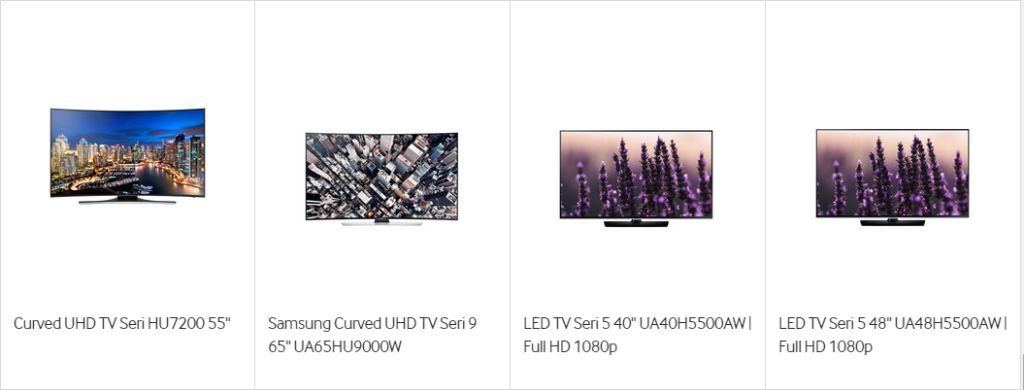 Curved UHD TV Seri HU7200 55"
Samsung Curved UHD TV Seri 9
65" UA65HU9000W
LED TV Seri 5 40" UA40H5500AW |
Full HD 1080p
LED TV Seri 5 48" UA48H5500AW |
Full HD 1080p